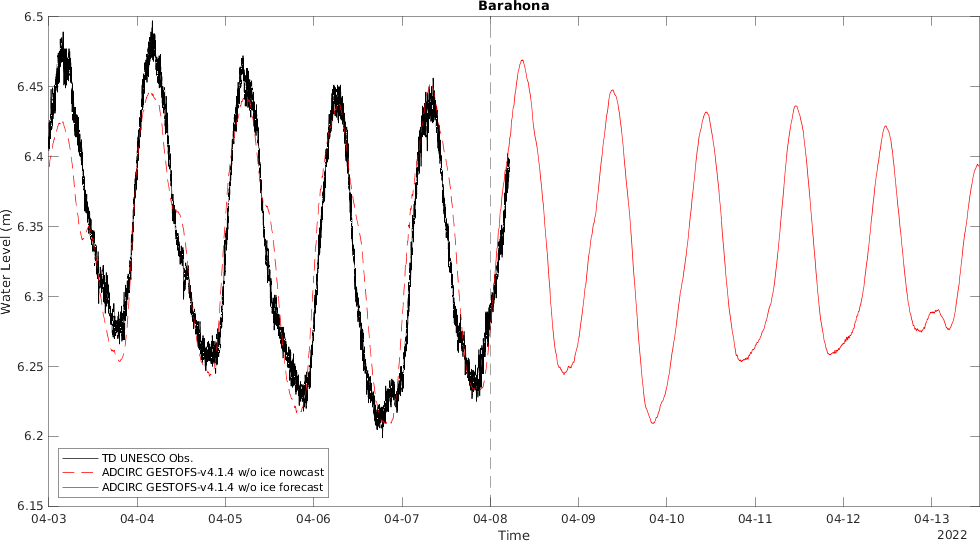 Barahona
6.5
6.45
6.4
6.35
6.3
6.25
6.2
6.15
Water Level (m)
TD UNESCO Obs.
ADCIRC GESTOFS-v4.1.4 w/o ice nowcast
ADCIRC GESTOFS-v4.1.4 w/o ice forecast
04-03 04-04 04-05 04-06 04-07 04-08 04-09 04-10 04-11 04-12 04-13
Time
2022